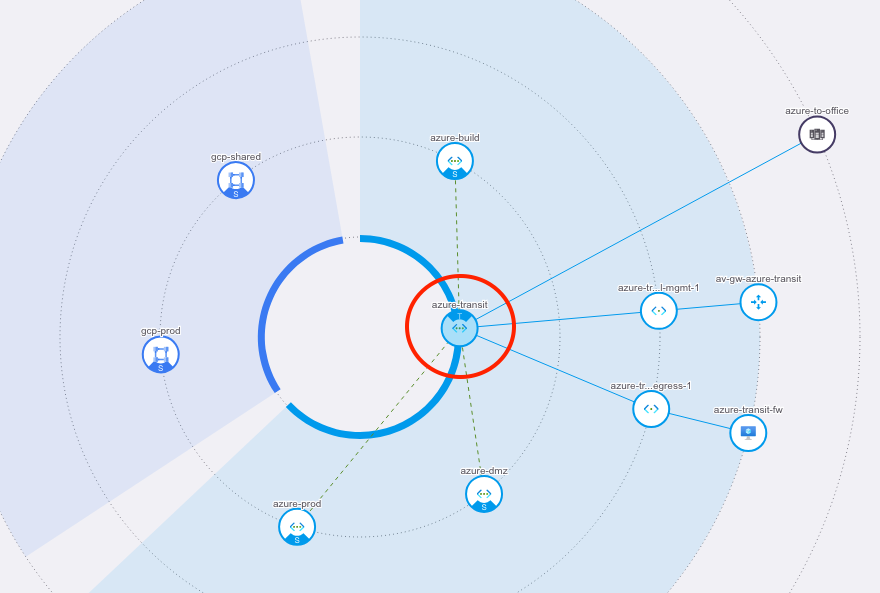 azure-to-office
azure-build
gcp-shared
av-gw-azure-transit
azure-tr...l-mgmt-1
azure-transit
T
gcp-prod
azure-tr...egress-1
azure-transit-fw
azure-dmz
azure-prod
S
S
S
S
S